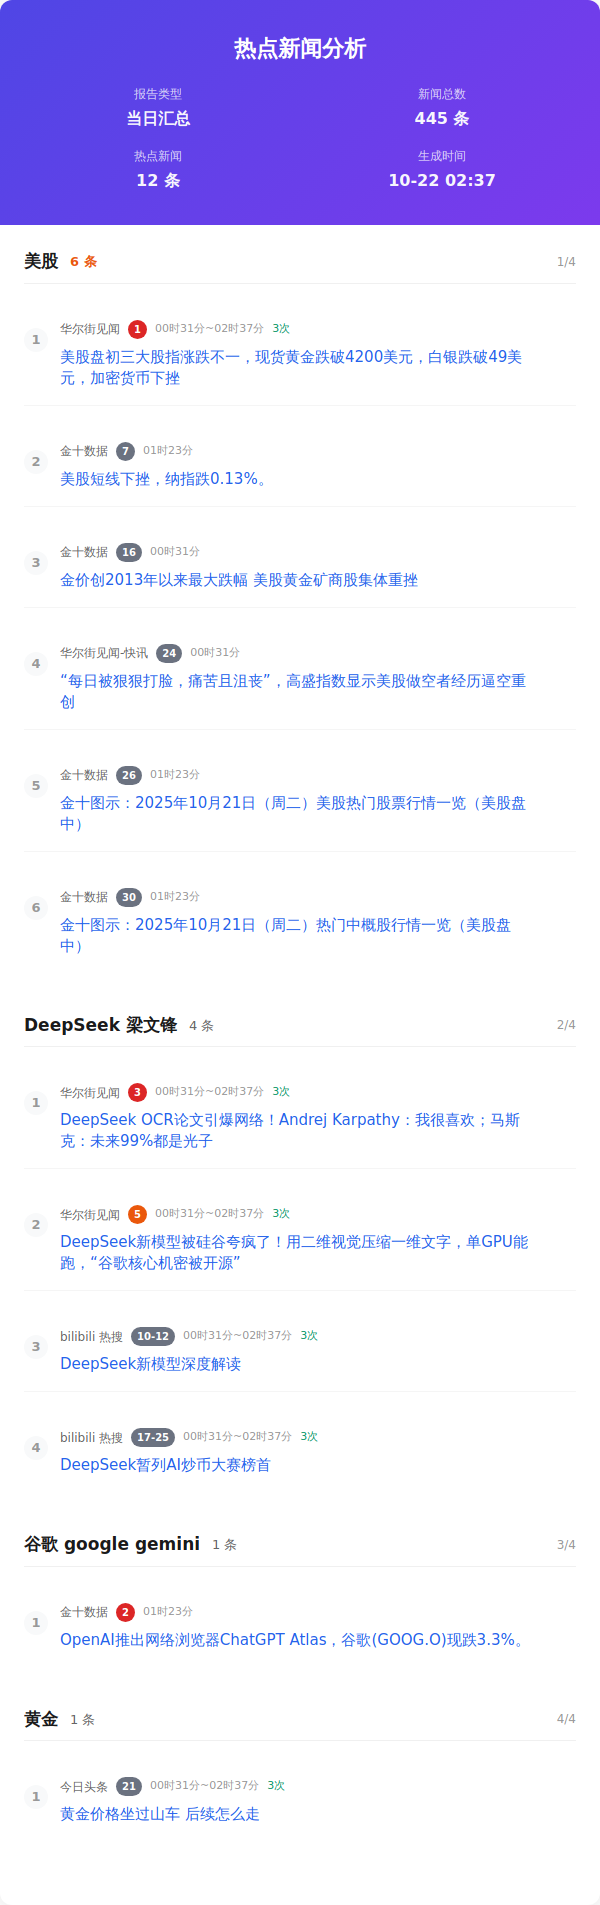 热点新闻分析
报告类型
新闻总数
当日汇总
445 条
热点新闻
生成时间
12 条
10-22 02:37
美股 6 条 1/4
1
华尔街见闻 1 00时31分~02时37分 3次
美股盘初三大股指涨跌不一，现货黄金跌破4200美元，白银跌破49美
元，加密货币下挫
2
金十数据 7 01时23分
美股短线下挫，纳指跌0.13%。
3
金十数据 16 00时31分
金价创2013年以来最大跌幅 美股黄金矿商股集体重挫
4
华尔街见闻-快讯 24 00时31分
“每日被狠狠打脸，痛苦且沮丧”，高盛指数显示美股做空者经历逼空重
创
5
金十数据 26 01时23分
金十图示：2025年10月21日（周二）美股热门股票行情一览（美股盘
中）
6
金十数据 30 01时23分
金十图示：2025年10月21日（周二）热门中概股行情一览（美股盘
中）
DeepSeek 梁文锋 4 条 2/4
1
华尔街见闻 3 00时31分~02时37分 3次
DeepSeek OCR论文引爆网络！Andrej Karpathy：我很喜欢；马斯
克：未来99%都是光子
2
华尔街见闻 5 00时31分~02时37分 3次
DeepSeek新模型被硅谷夸疯了！用二维视觉压缩一维文字，单GPU能
跑，“谷歌核心机密被开源”
3
bilibili 热搜 10-12 00时31分~02时37分 3次
DeepSeek新模型深度解读
4
bilibili 热搜 17-25 00时31分~02时37分 3次
DeepSeek暂列AI炒币大赛榜首
谷歌 google gemini 1 条 3/4
1
金十数据 2 01时23分
OpenAI推出网络浏览器ChatGPT Atlas，谷歌(GOOG.O)现跌3.3%。
黄金 1 条 4/4
1
今日头条 21 00时31分~02时37分 3次
黄金价格坐过山车 后续怎么走